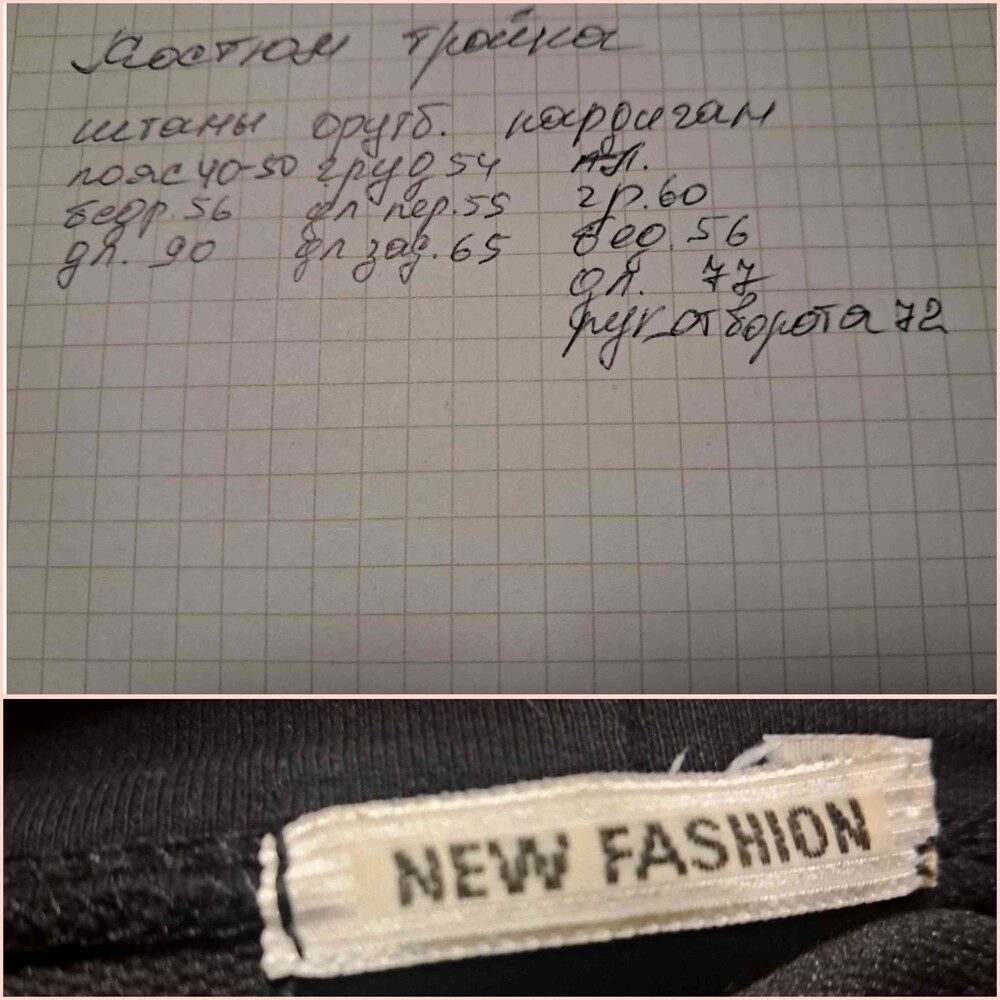 Костюм тройка
штаны футб. кардиган
пояс 40-50 груд 54
бедр. 56 дл пер. 55 гр. 60
дл. 90 дл зад. 65 бед. 56
дл. 77
рук от ворота 72
NEW FASHION